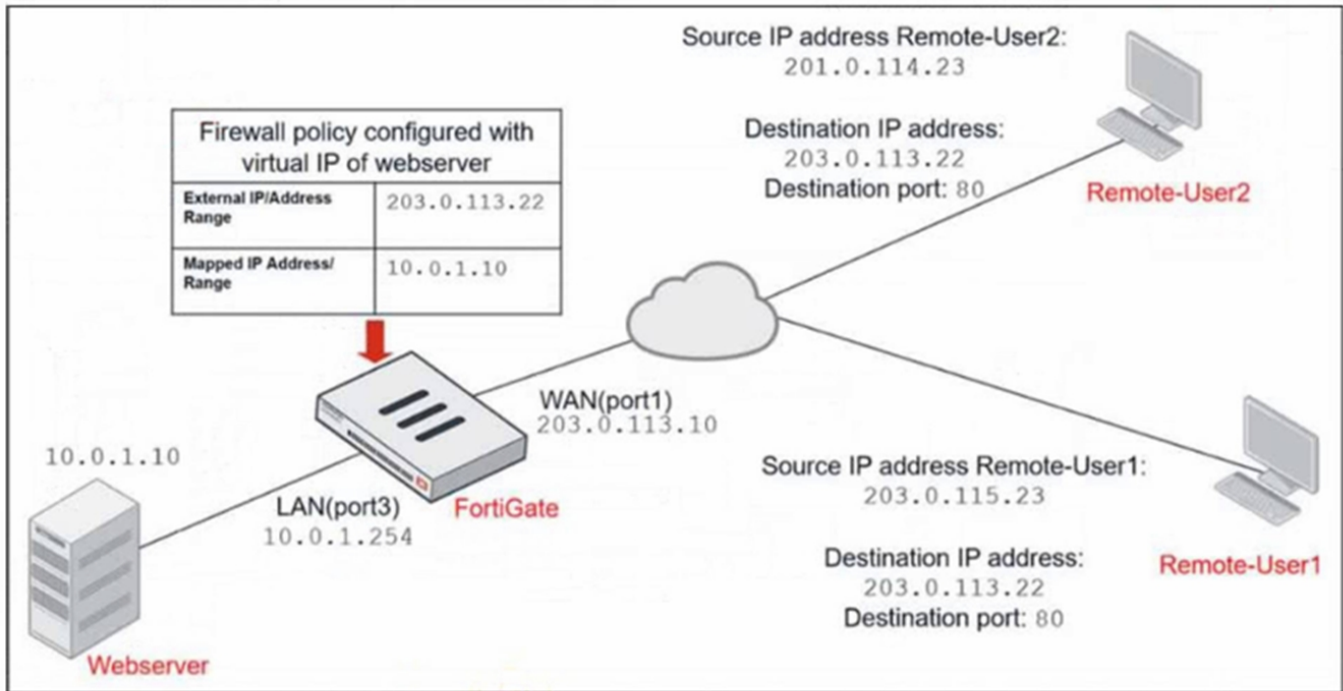 Source IP address Remote-User2:
201.0.114.23
Destination IP address:
203.0.113.22
Destination port: 80
Remote-User2
Firewall policy configured with
virtual IP of webserver
External IP/Address
Range
203.0.113.22
Mapped IP Address/
Range
10.0.1.10
WAN(port1)
203.0.113.10
10.0.1.10
LAN(port3)
10.0.1.254
FortiGate
Webserver
Source IP address Remote-User1:
203.0.115.23
Destination IP address:
203.0.113.22
Destination port: 80
Remote-User1